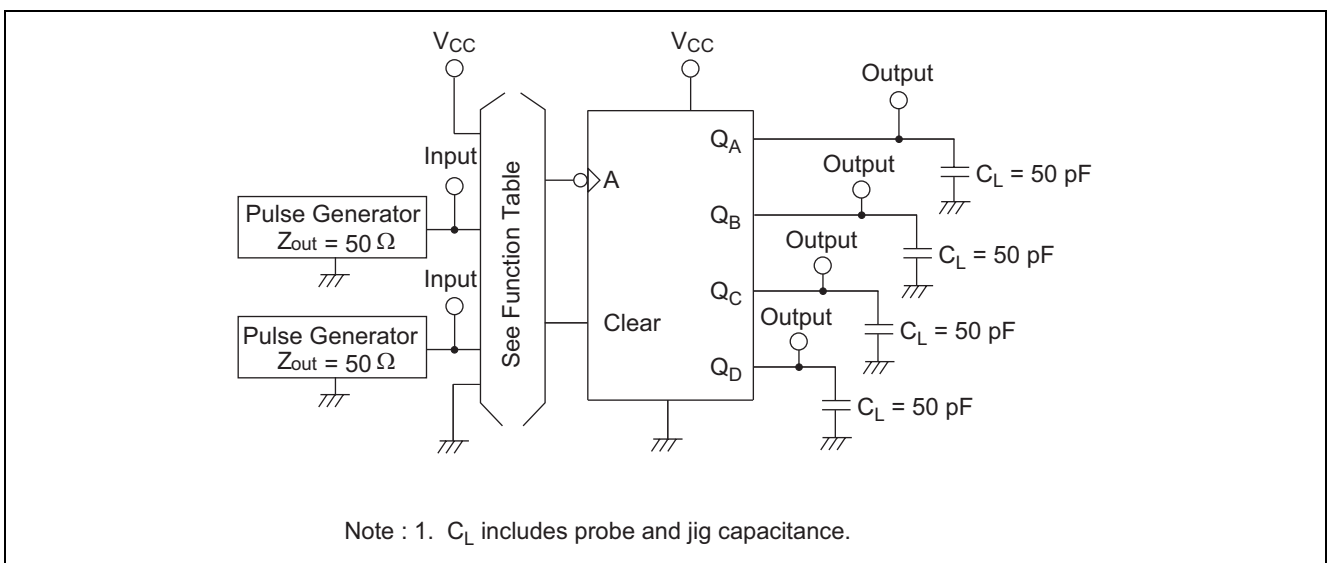 VCC
VCC
Output
Input
QA
Output
CL = 50 pF
A
Pulse Generator
Zout = 50 Ω
See Function Table
QB
Output
CL = 50 pF
Input
QC
Output
CL = 50 pF
Pulse Generator
Zout = 50 Ω
Clear
QD
CL = 50 pF
Note : 1. CL includes probe and jig capacitance.